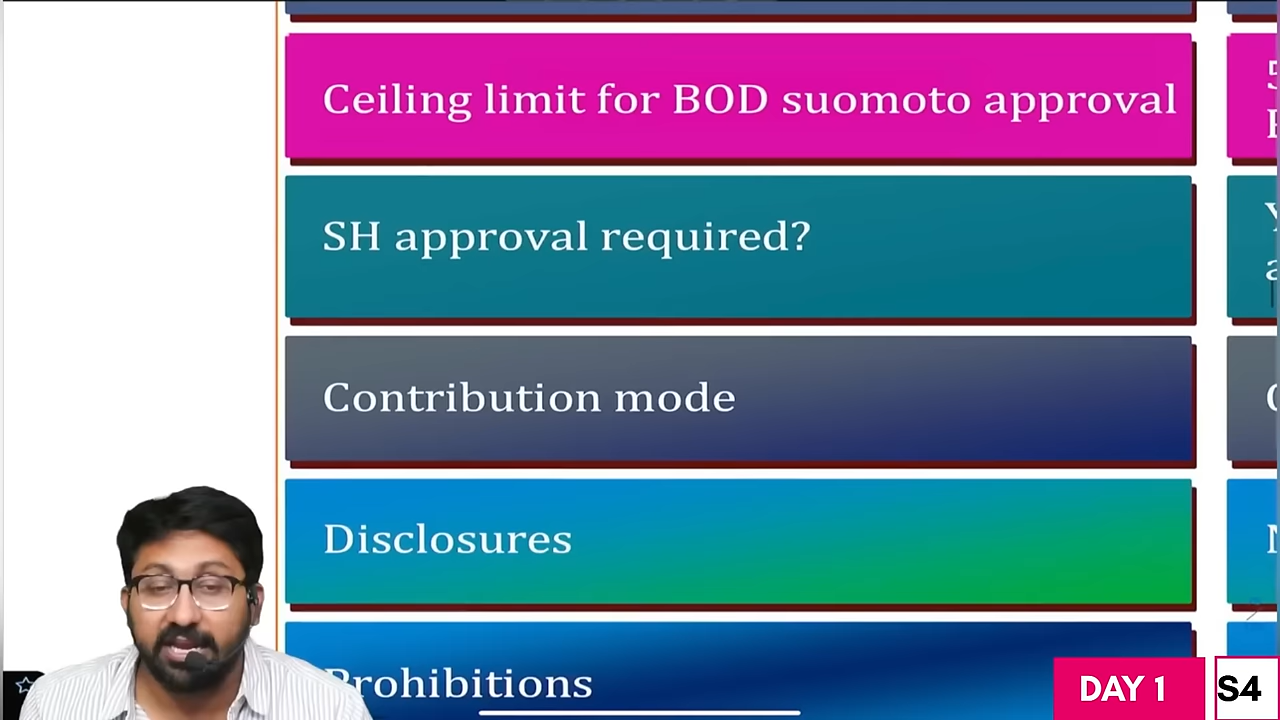 Ceiling limit for BOD suomoto approval
SH approval required?
Contribution mode
Disclosures
Prohibitions
DAY 1
S4